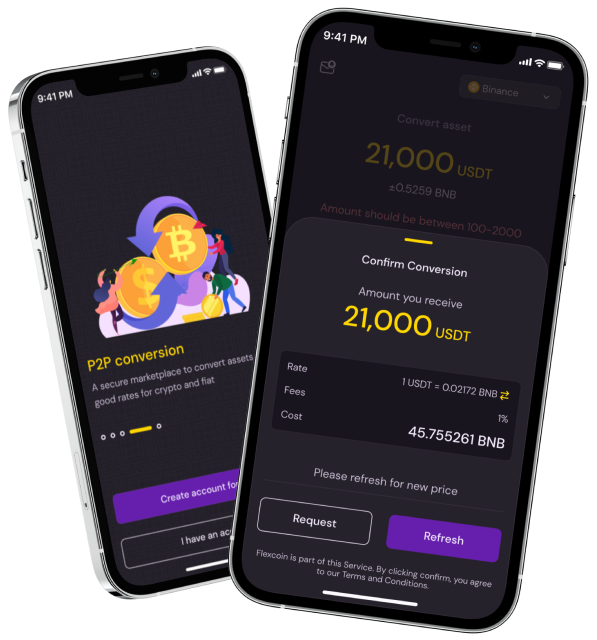 9:41 PM
P2P conversion
A secure marketplace to convert assets
good rates for crypto and fiat
Create account for
I have an acc
9:41 PM
Binance
Convert asset
21,000 USDT
±0.5259 BNB
Amount should be between 100-2000
Confirm Conversion
Amount you receive
21,000 USDT
Rate
1 USDT = 0.02172 BNB
Fees
1%
Cost
45.755261 BNB
Please refresh for new price
Request
Refresh
Flexcoin is part of this Service. By clicking confirm, you agree
to our Terms and Conditions.